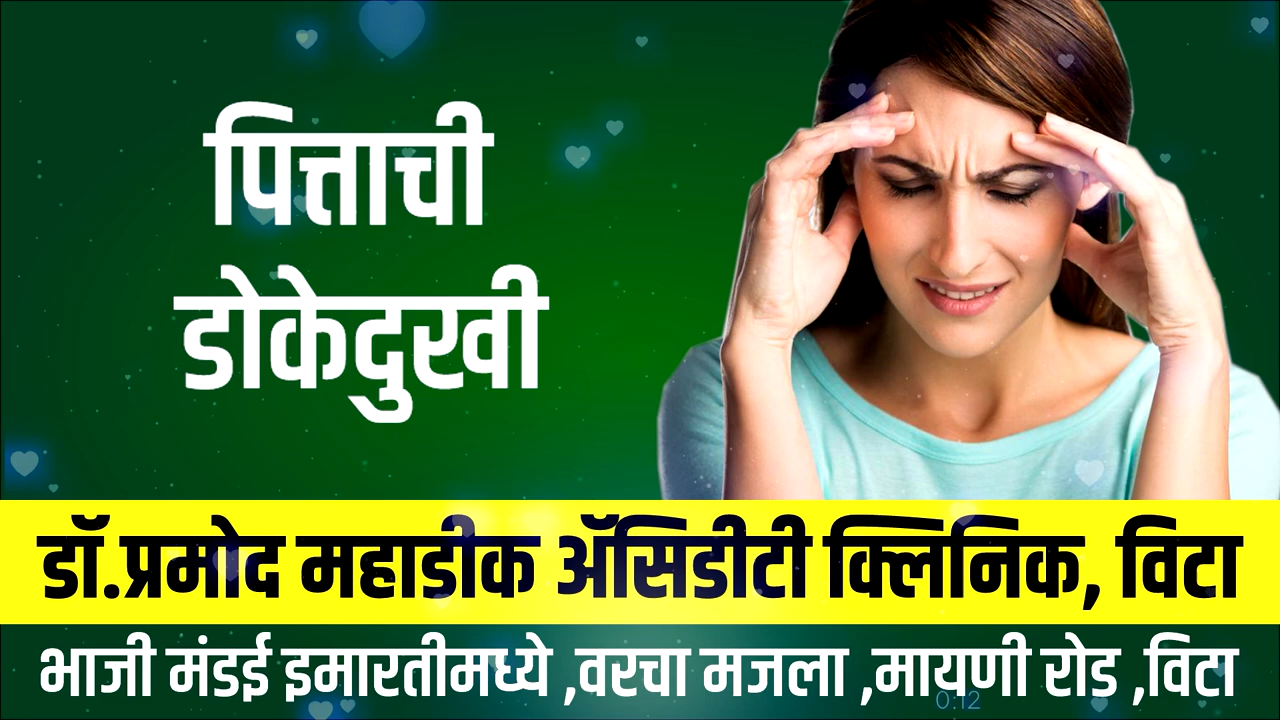 पित्ताची
डोकेदुखी
डॉ.प्रमोद महाडीक ॲसिडीटी क्लिनिक, विटा
भाजी मंडई इमारतीमध्ये ,वरचा मजला ,मायणी रोड ,विटा
0:12